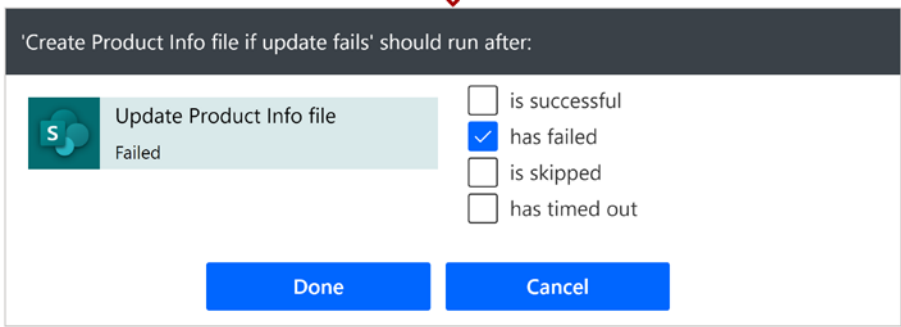 'Create Product Info file if update fails' should run after:
S
Update Product Info file
Failed
is successful
has failed
is skipped
has timed out
Done
Cancel